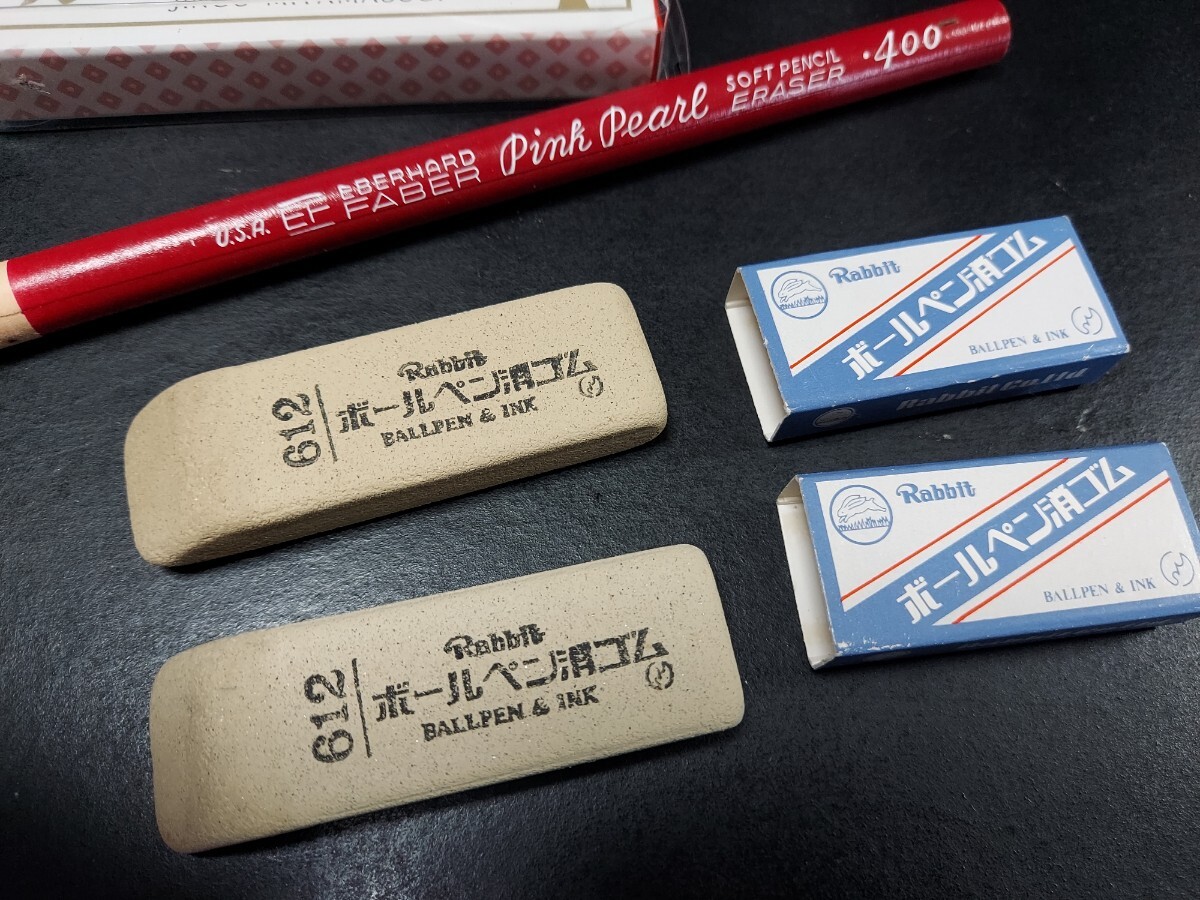 U.S.A. EF EBERHARD FABER Pink Pearl SOFT PENCIL ERASER ·400
Rabbit
612 ボールペン消ゴム
BALLPEN & INK
Rabbit
612 ボールペン消ゴム
BALLPEN & INK
Rabbit
ボールペン消ゴム
BALLPEN & INK
Rabbit Co.Ltd.
Rabbit
ボールペン消ゴム
BALLPEN & INK